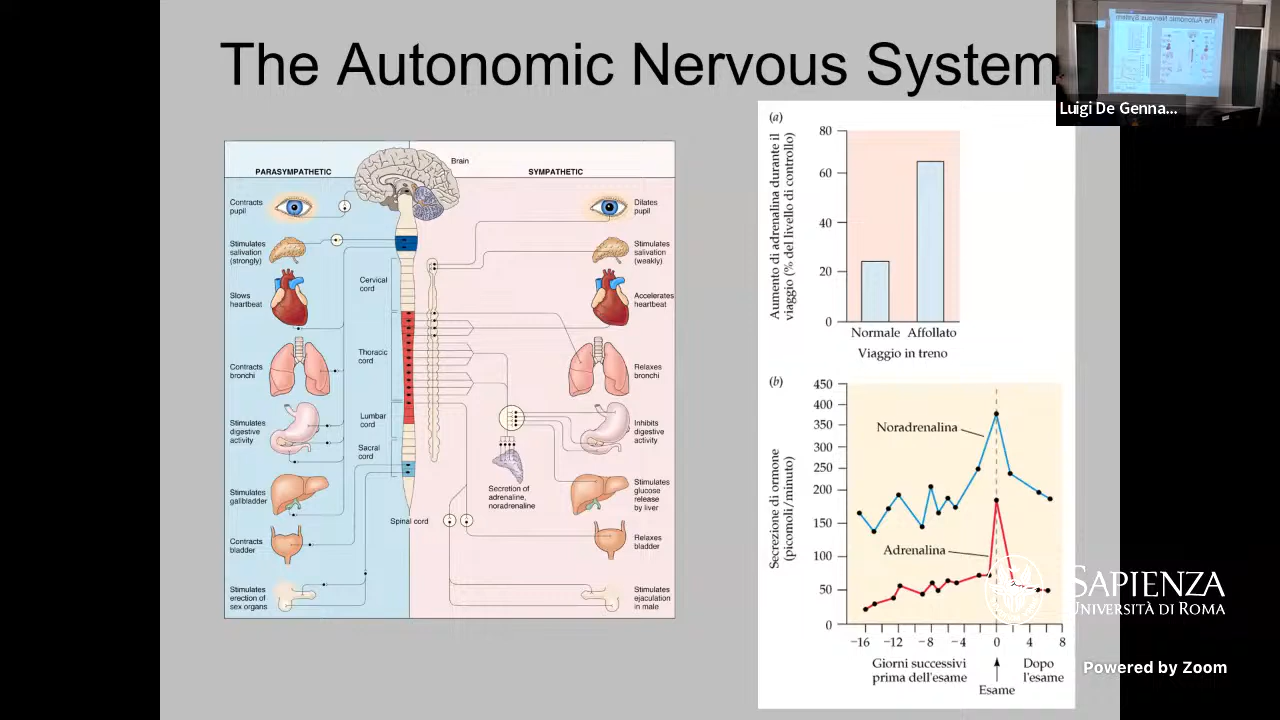 The Autonomic Nervous System
Luigi De Genna...
PARASYMPATHETIC
Brain
SYMPATHETIC
Contracts
pupil
Stimulates
salivation
(strongly)
Slows
heartbeat
Contracts
bronchi
Stimulates
digestive
activity
Stimulates
gallbladder
Contracts
bladder
Stimulates
erection of
sex organs
Cervical
cord
Thoracic
cord
Lumbar
cord
Sacral
cord
Spinal cord
Secretion of
adrenaline,
noradrenaline
Dilates
pupil
Stimulates
salivation
(weakly)
Accelerates
heartbeat
Relaxes
bronchi
Inhibits
digestive
activity
Stimulates
glucose
release
by liver
Relaxes
bladder
Stimulates
ejaculation
in male
(a)
Aumento di adrenalina durante il
viaggio (% del livello di controllo)
80
60
40
20
0
Normale Affollato
Viaggio in treno
(b)
Secrezione di ormone
(picomoli/minuto)
450
400
350
300
250
200
150
100
50
0
Noradrenalina
Adrenalina
−16 −12 −8 −4 0 4 8
Giorni successivi
prima dell'esame
Esame
Dopo
l'esame
SAPIENZA
UNIVERSITÀ DI ROMA
Powered by Zoom